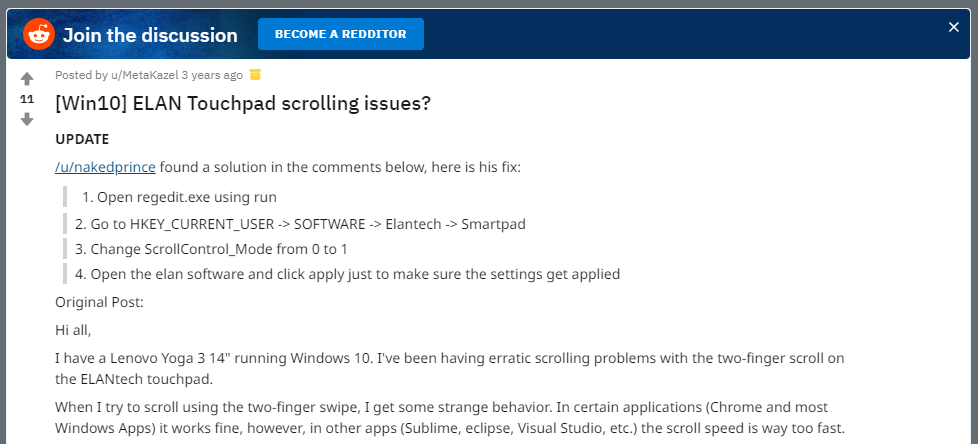 Join the discussion
BECOME A REDDITOR
Posted by u/MetaKazel 3 years ago
11
[Win10] ELAN Touchpad scrolling issues?
UPDATE
/u/nakedprince found a solution in the comments below, here is his fix:
1. Open regedit.exe using run
2. Go to HKEY_CURRENT_USER -> SOFTWARE -> Elantech -> Smartpad
3. Change ScrollControl_Mode from 0 to 1
4. Open the elan software and click apply just to make sure the settings get applied
Original Post:
Hi all,
I have a Lenovo Yoga 3 14" running Windows 10. I've been having erratic scrolling problems with the two-finger scroll on
the ELANtech touchpad.
When I try to scroll using the two-finger swipe, I get some strange behavior. In certain applications (Chrome and most
Windows Apps) it works fine, however, in other apps (Sublime, eclipse, Visual Studio, etc.) the scroll speed is way too fast.